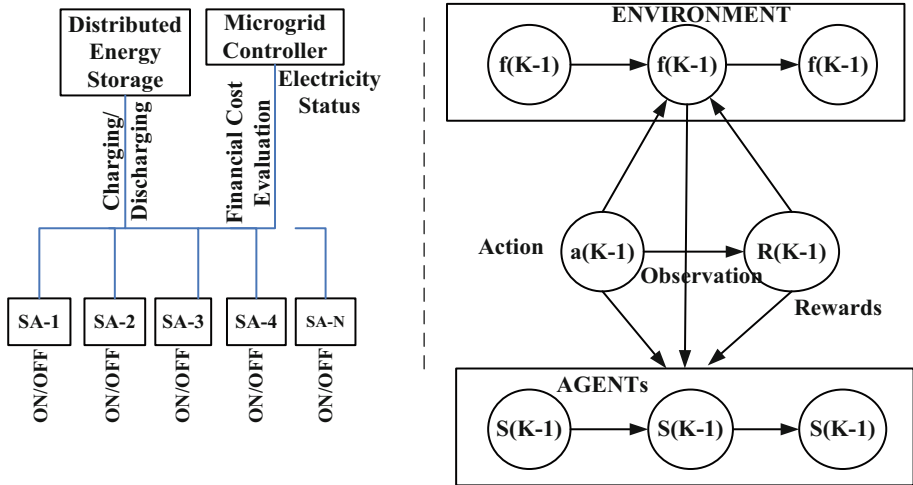 Distributed
Energy
Storage
Microgrid
Controller
Electricity
Status
Charging/
Discharging
Financial Cost
Evaluation
SA-1
SA-2
SA-3
SA-4
SA-N
ON/OFF
ON/OFF
ON/OFF
ON/OFF
ON/OFF
ENVIRONMENT
f(K-1)
f(K-1)
f(K-1)
Action
a(K-1)
Observation
R(K-1)
Rewards
AGENTs
S(K-1)
S(K-1)
S(K-1)